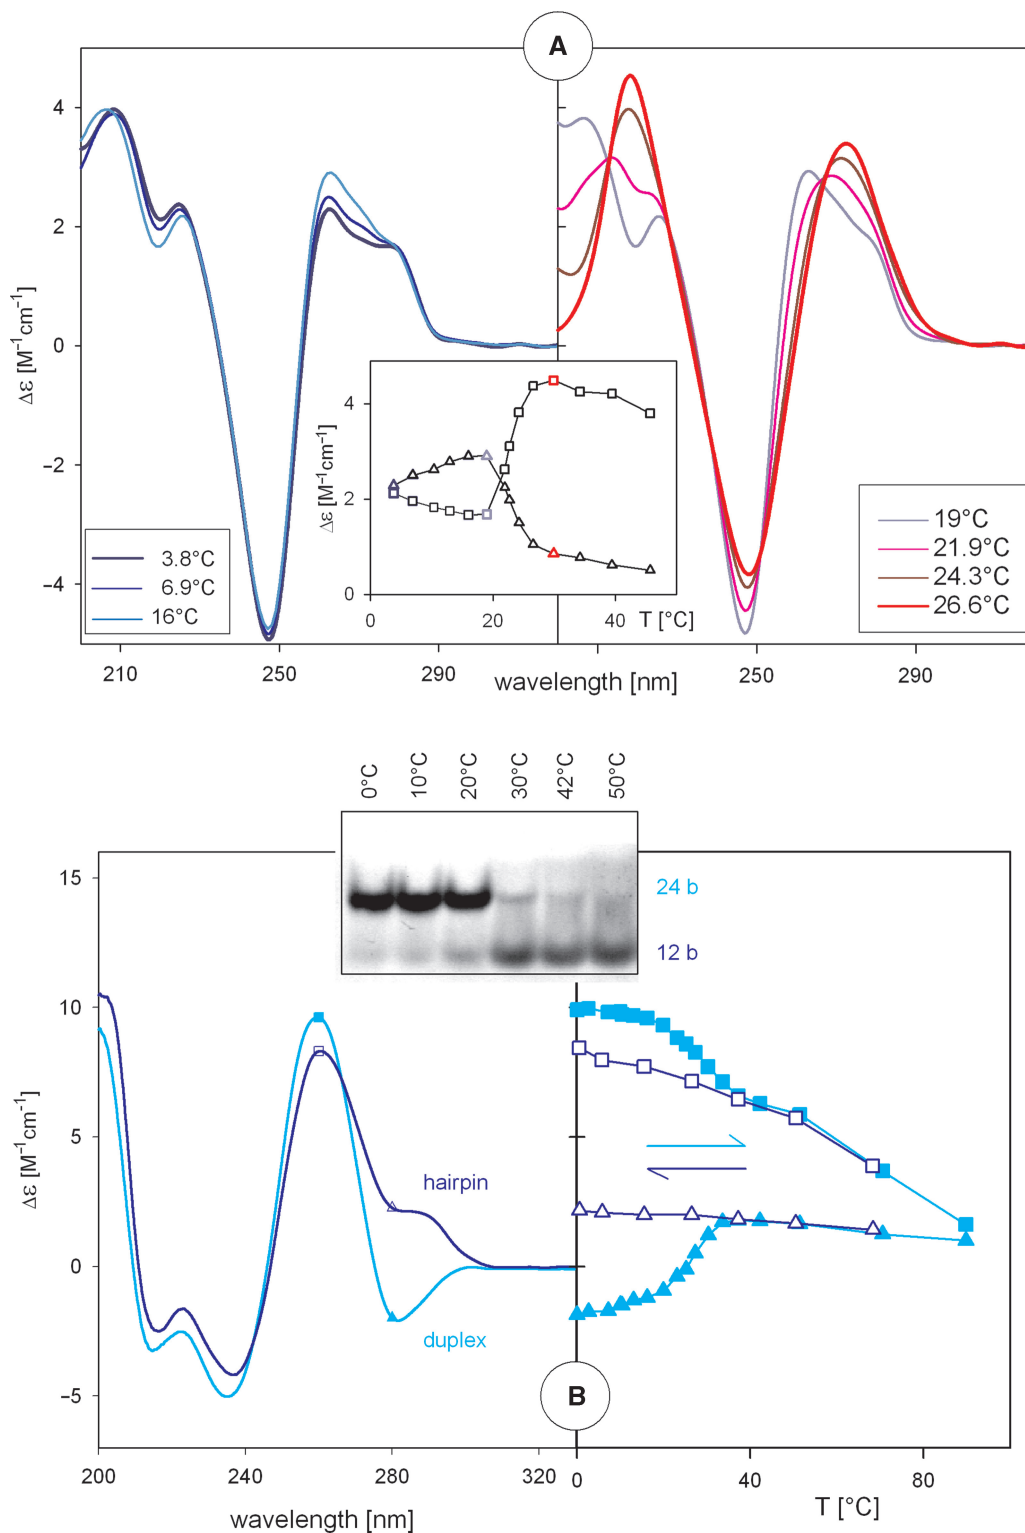 A
4
2
0
−2
−4
Δε [M⁻¹cm⁻¹]
3.8°C
6.9°C
16°C
4
2
0
Δε [M⁻¹cm⁻¹]
0
20
40
T [°C]
19°C
21.9°C
24.3°C
26.6°C
210
250
290
250
290
wavelength [nm]
0°C
10°C
20°C
30°C
42°C
50°C
24 b
12 b
15
10
5
0
−5
Δε [M⁻¹cm⁻¹]
hairpin
duplex
B
200
240
280
320
0
40
80
wavelength [nm]
T [°C]